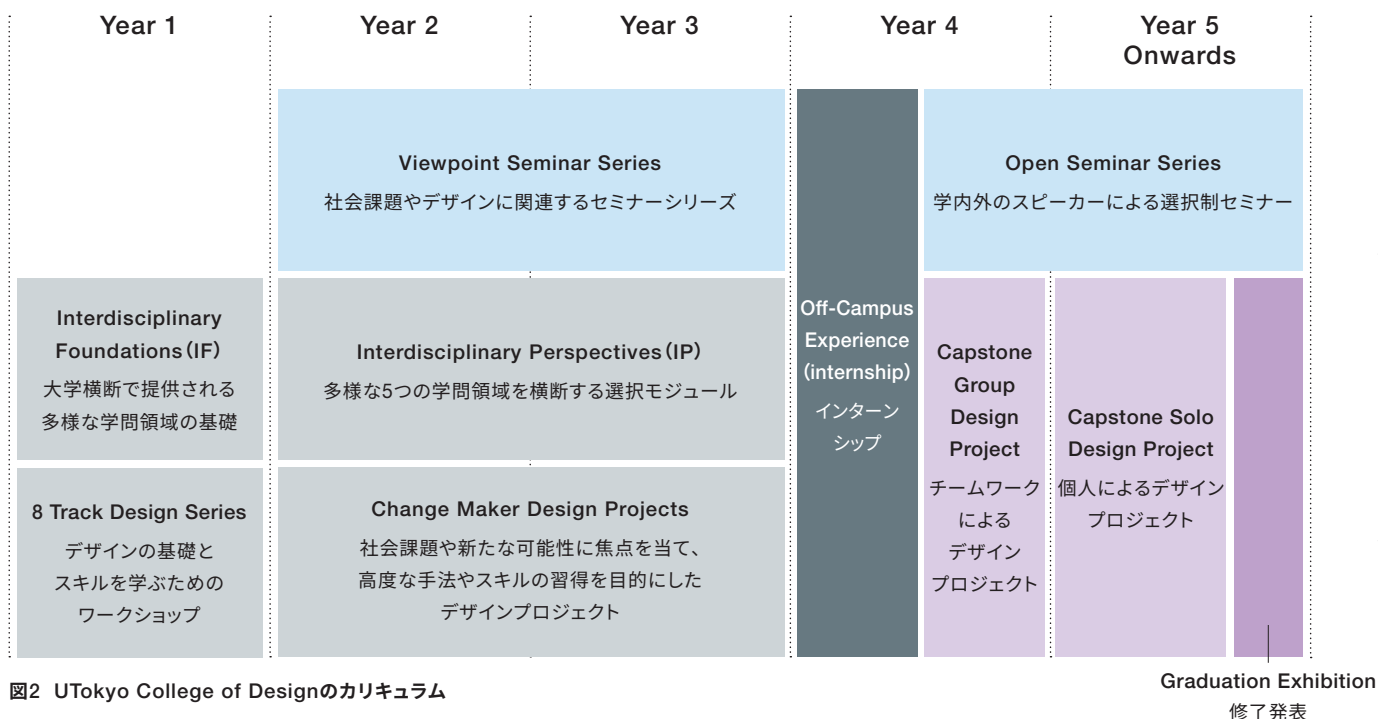 Year 1
Year 2
Year 3
Year 4
Year 5
Onwards
Viewpoint Seminar Series
社会課題やデザインに関連するセミナーシリーズ
Open Seminar Series
学内外のスピーカーによる選択制セミナー
Interdisciplinary
Foundations（IF）
大学横断で提供される
多様な学問領域の基礎
Interdisciplinary Perspectives（IP）
多様な5つの学問領域を横断する選択モジュール
Off-Campus
Experience
（internship）
インターン
シップ
Capstone
Group
Design
Project
チームワーク
による
デザイン
プロジェクト
Capstone Solo
Design Project
個人によるデザイン
プロジェクト
8 Track Design Series
デザインの基礎と
スキルを学ぶための
ワークショップ
Change Maker Design Projects
社会課題や新たな可能性に焦点を当て、
高度な手法やスキルの習得を目的にした
デザインプロジェクト
Graduation Exhibition
修了発表
図2 UTokyo College of Designのカリキュラム